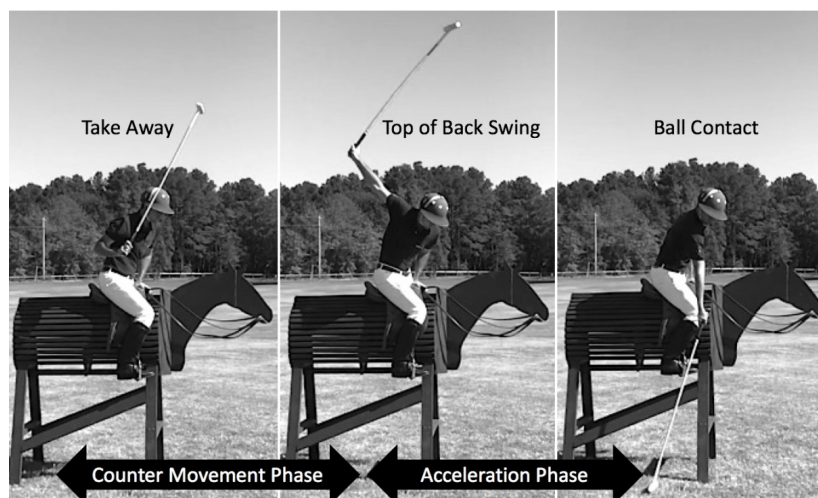 Take Away
Top of Back Swing
Ball Contact
Counter Movement Phase
Acceleration Phase